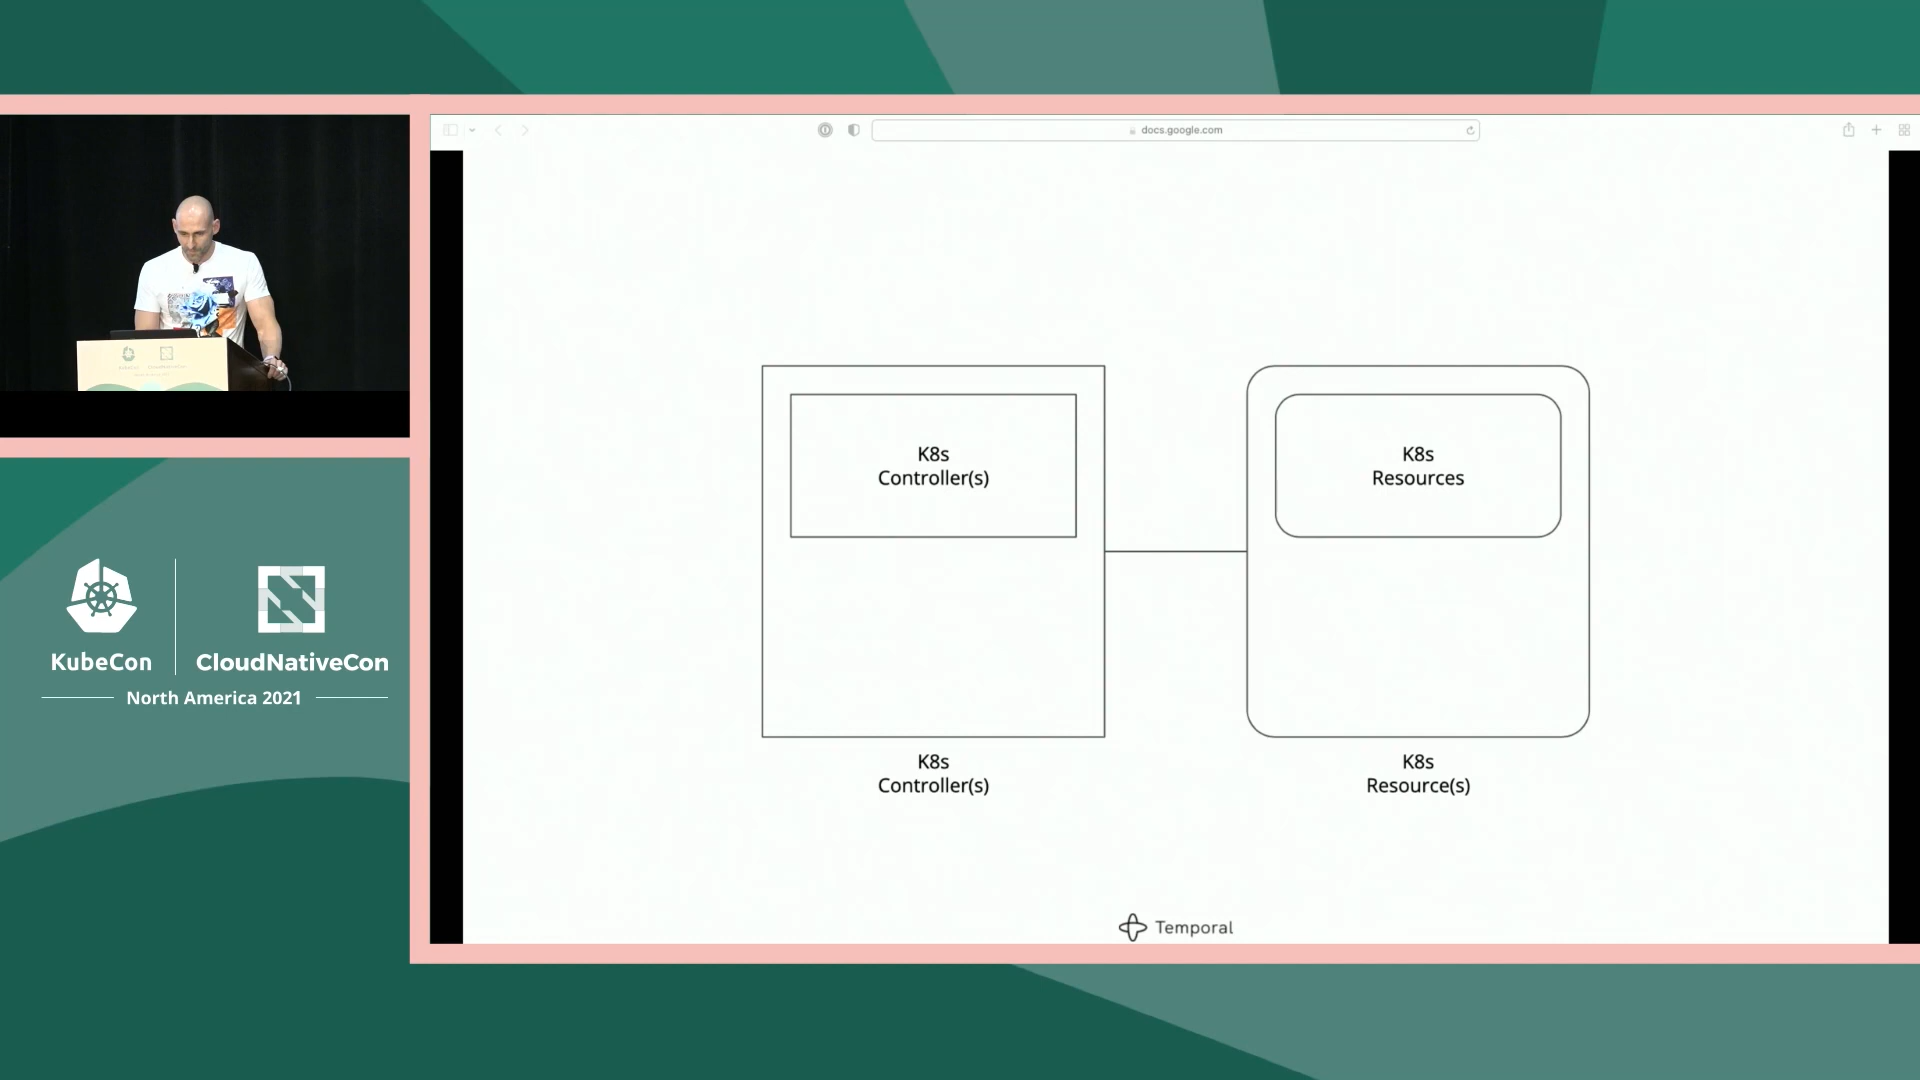 docs.google.com
K8s
Controller(s)
K8s
Resources
K8s
Controller(s)
K8s
Resource(s)
Temporal
KubeCon
CloudNativeCon
North America 2021